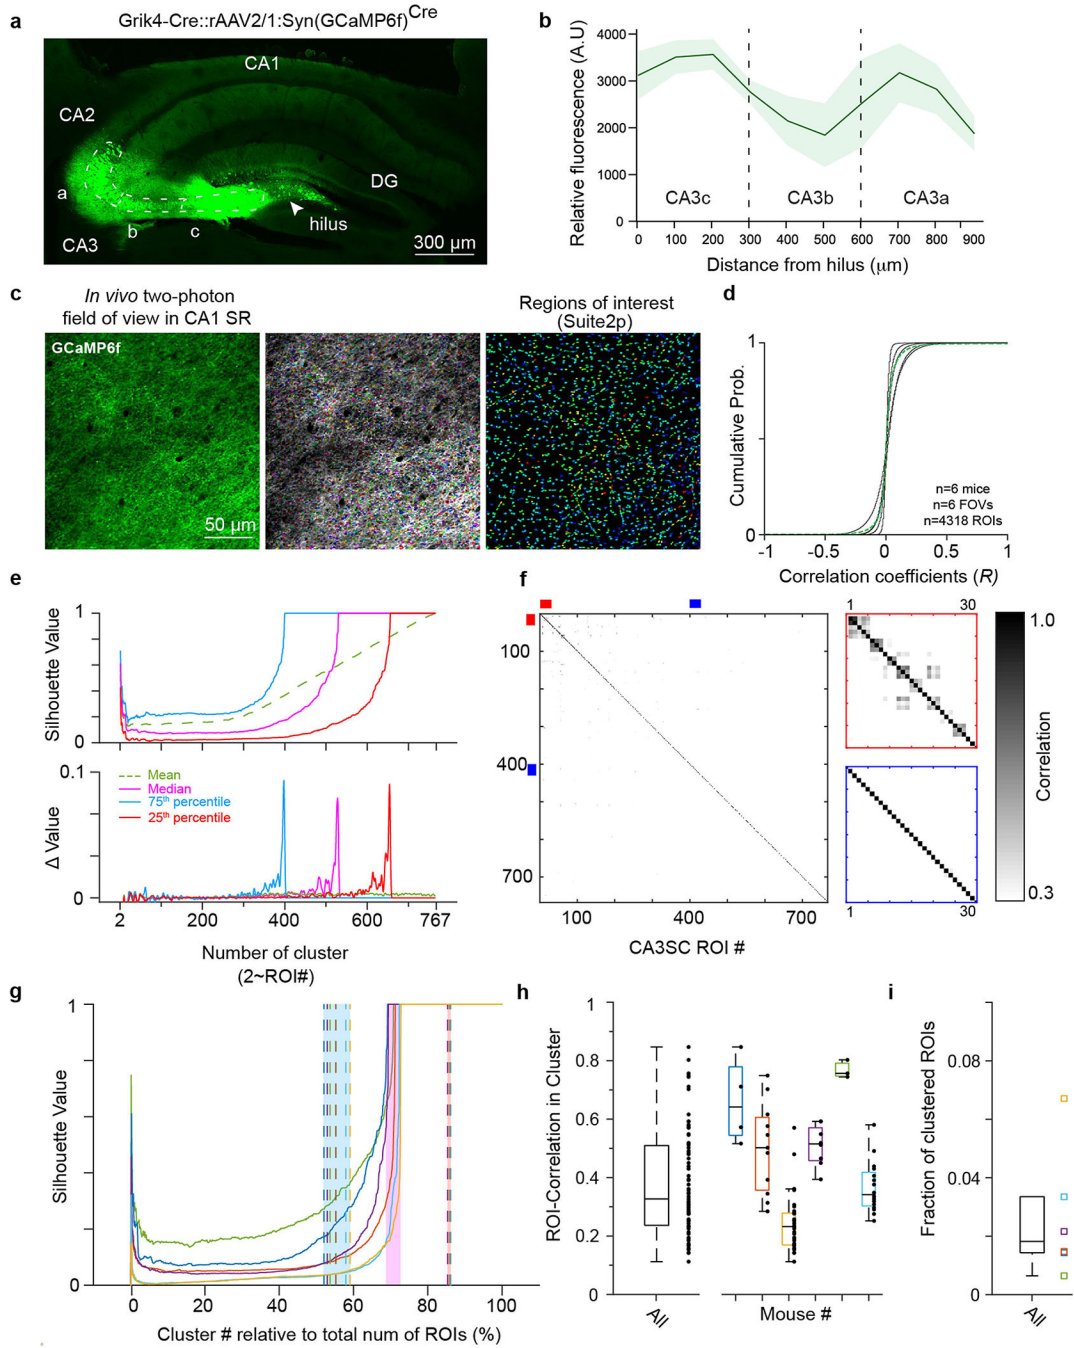 a
Grik4-Cre::rAAV2/1:Syn(GCaMP6f)Cre
CA1
CA2
a
DG
b
c
hilus
CA3
300 µm
b
Relative fluorescence (A.U)
4000
3000
2000
1000
0
CA3c
CA3b
CA3a
0 100 200 300 400 500 600 700 800 900
Distance from hilus (µm)
c
In vivo two-photon
field of view in CA1 SR
Regions of interest
(Suite2p)
GCaMP6f
50 µm
d
Cumulative Prob.
1
0
n=6 mice
n=6 FOVs
n=4318 ROIs
-1 -0.5 0 0.5 1
Correlation coefficients (R)
e
Silhouette Value
1
0
Δ Value
0.1
0
Mean
Median
75th percentile
25th percentile
2 200 400 600 767
Number of cluster
(2~ROI#)
f
100
400
700
100 400 700
CA3SC ROI #
1 30
1 30
1.0
Correlation
0.3
g
Silhouette Value
1
0
0 20 40 60 80 100
Cluster # relative to total num of ROIs (%)
h
ROI-Correlation in Cluster
1
0.8
0.6
0.4
0.2
0
All
Mouse #
i
Fraction of clustered ROIs
0.08
0.04
0
All